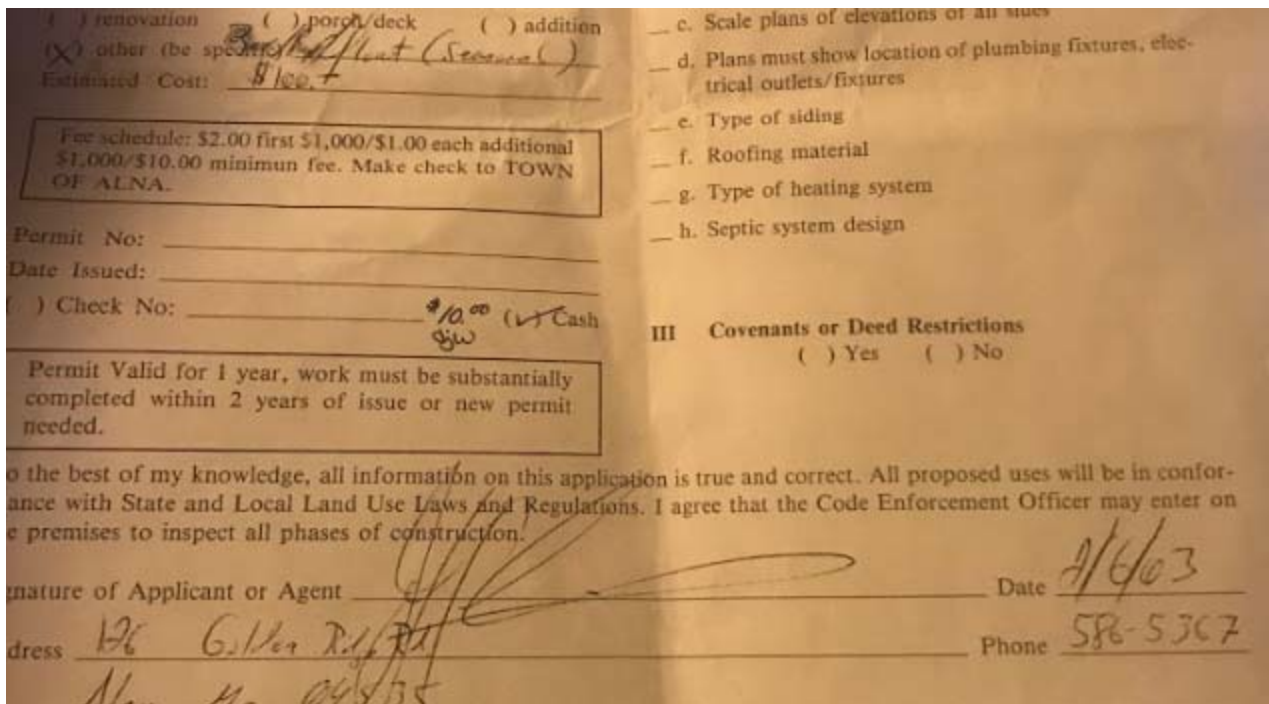 ( ) renovation ( ) porch/deck ( ) addition
(X) other (be specific) Float (Seasonal)
Estimated Cost: $100.+
Fee schedule: $2.00 first $1,000/$1.00 each additional
$1,000/$10.00 minimun fee. Make check to TOWN
OF ALNA.
Permit No:
Date Issued:
( ) Check No: $10.00 (✓) Cash
gjw
Permit Valid for 1 year, work must be substantially
completed within 2 years of issue or new permit
needed.
c. Scale plans of elevations of all sides
d. Plans must show location of plumbing fixtures, elec-
trical outlets/fixtures
e. Type of siding
f. Roofing material
g. Type of heating system
h. Septic system design
III Covenants or Deed Restrictions
( ) Yes ( ) No
o the best of my knowledge, all information on this application is true and correct. All proposed uses will be in confor-
ance with State and Local Land Use Laws and Regulations. I agree that the Code Enforcement Officer may enter on
e premises to inspect all phases of construction.
gnature of Applicant or Agent
Date 2/6/03
dress 126 Golden Rd
Phone 586-5367
Alna Me